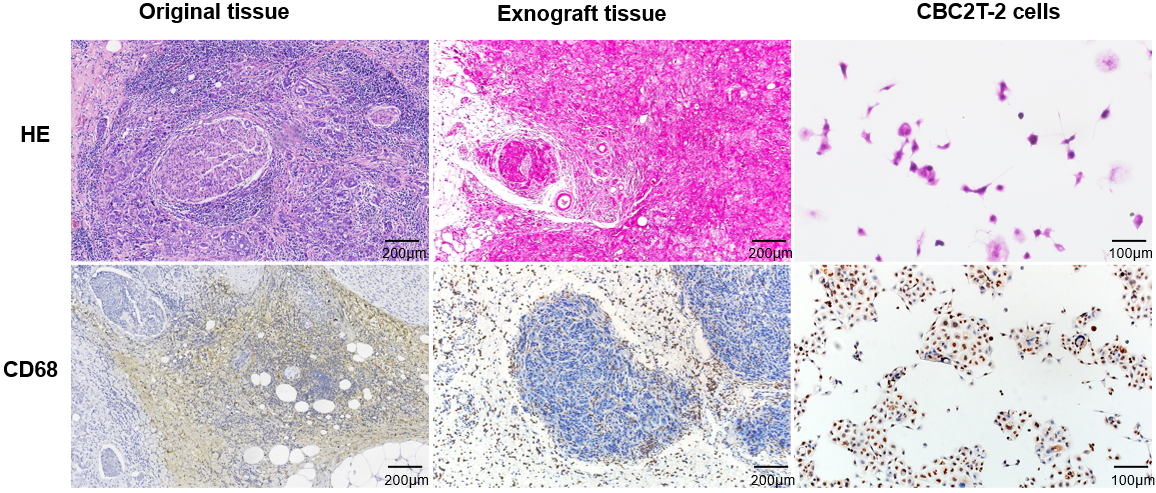 Original tissue
Exnograft tissue
CBC2T-2 cells
HE
200μm
200μm
100μm
CD68
200μm
200μm
100μm